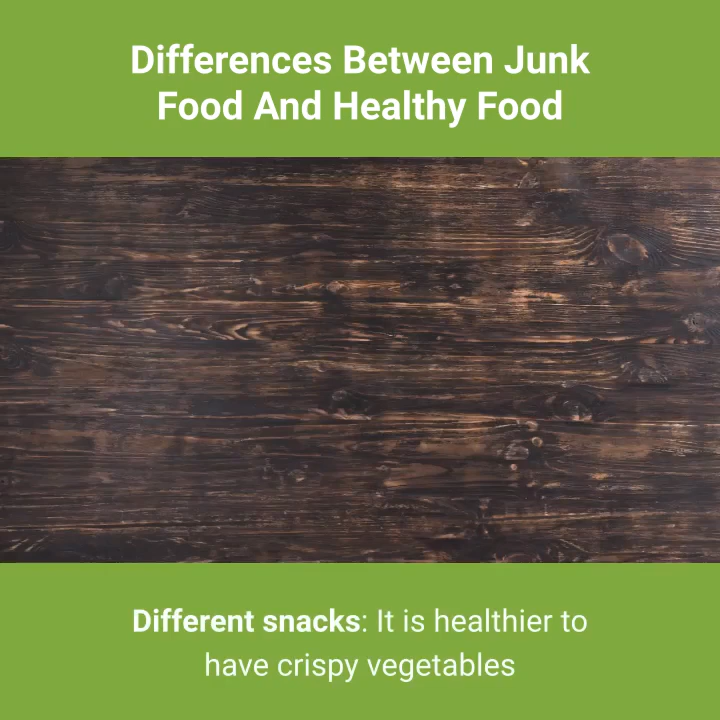 Differences Between Junk
Food And Healthy Food
Different snacks: It is healthier to
have crispy vegetables